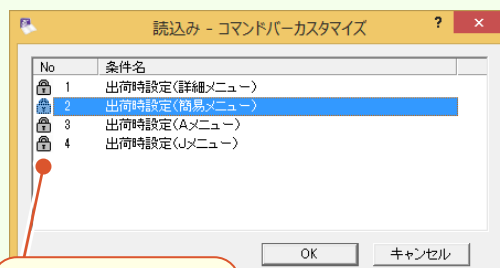 読込み - コマンドバーカスタマイズ
? ×
No 条件名
1 出荷時設定(詳細メニュー)
2 出荷時設定(簡易メニュー)
3 出荷時設定(Aメニュー)
4 出荷時設定(Jメニュー)
OK キャンセル